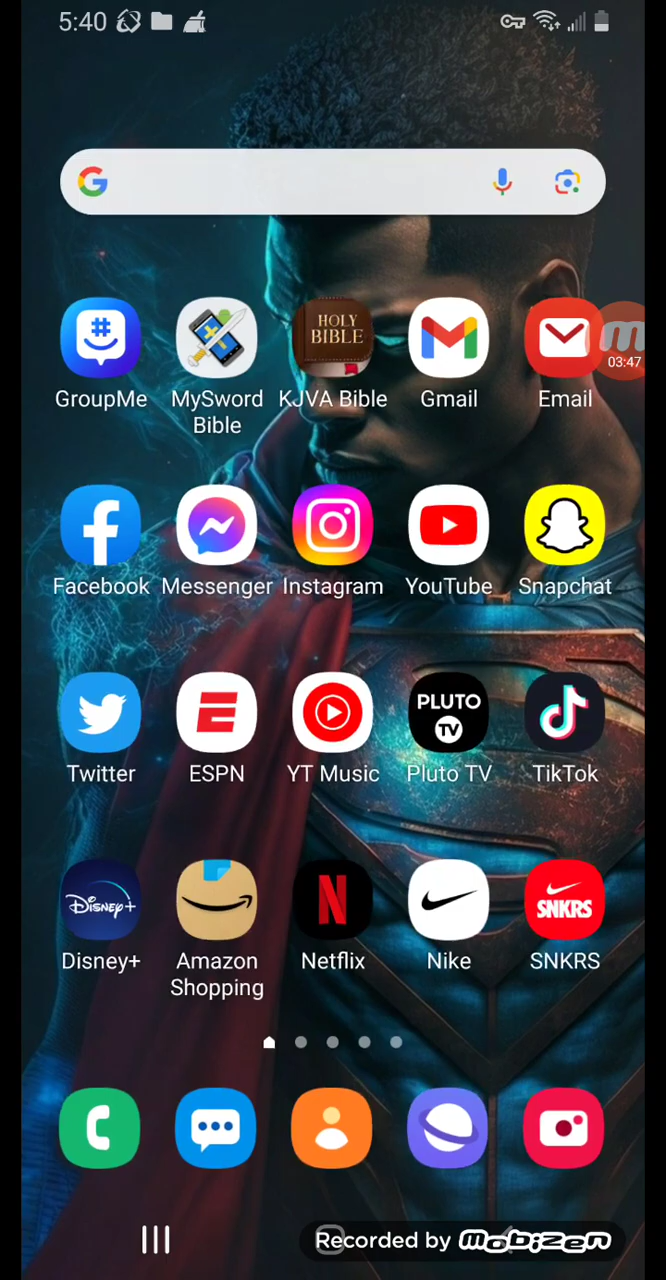 5:40
GroupMe
MySword Bible
HOLY BIBLE
KJVA Bible
Gmail
Email
03:47
Facebook
Messenger
Instagram
YouTube
Snapchat
Twitter
ESPN
YT Music
PLUTO TV
Pluto TV
TikTok
Disney+
Disney+
Amazon Shopping
Netflix
Nike
SNKRS
SNKRS
Recorded by mobizen